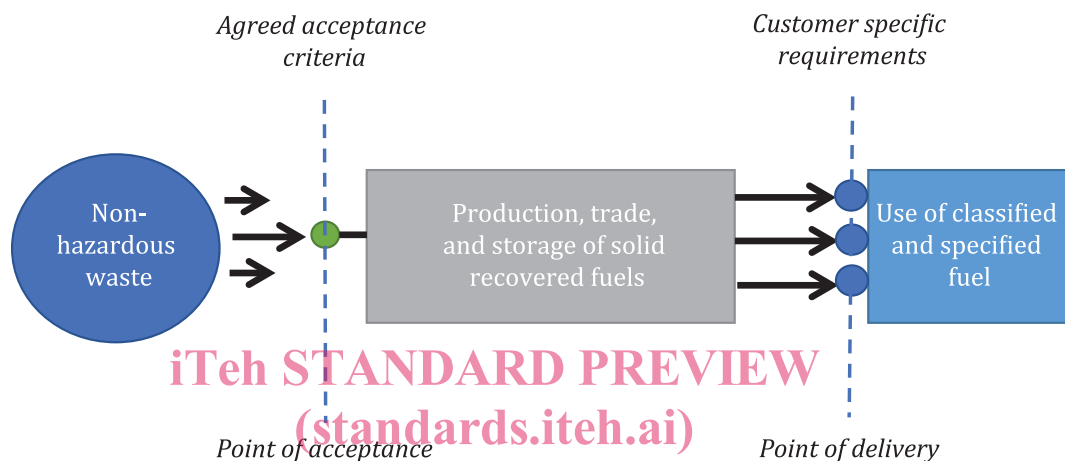 Agreed acceptance
criteria
Customer specific
requirements
Non-
hazardous
waste
Production, trade,
and storage of solid
recovered fuels
Use of classified
and specified
fuel
iTeh STANDARD PREVIEW
(standards.iteh.ai)
Point of acceptance
Point of delivery